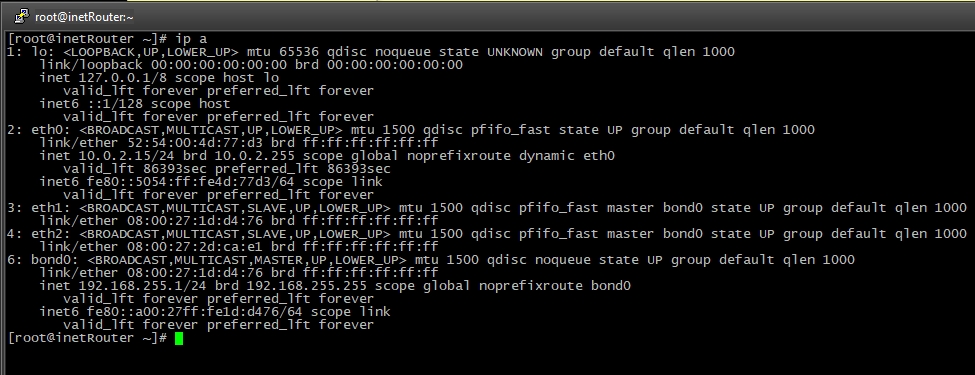 root@inetRouter:~
[root@inetRouter ~]# ip a
1: lo: <LOOPBACK,UP,LOWER_UP> mtu 65536 qdisc noqueue state UNKNOWN group default qlen 1000
    link/loopback 00:00:00:00:00:00 brd 00:00:00:00:00:00
    inet 127.0.0.1/8 scope host lo
       valid_lft forever preferred_lft forever
    inet6 ::1/128 scope host
       valid_lft forever preferred_lft forever
2: eth0: <BROADCAST,MULTICAST,UP,LOWER_UP> mtu 1500 qdisc pfifo_fast state UP group default qlen 1000
    link/ether 52:54:00:4d:77:d3 brd ff:ff:ff:ff:ff:ff
    inet 10.0.2.15/24 brd 10.0.2.255 scope global noprefixroute dynamic eth0
       valid_lft 86393sec preferred_lft 86393sec
    inet6 fe80::5054:ff:fe4d:77d3/64 scope link
       valid_lft forever preferred_lft forever
3: eth1: <BROADCAST,MULTICAST,SLAVE,UP,LOWER_UP> mtu 1500 qdisc pfifo_fast master bond0 state UP group default qlen 1000
    link/ether 08:00:27:1d:d4:76 brd ff:ff:ff:ff:ff:ff
4: eth2: <BROADCAST,MULTICAST,SLAVE,UP,LOWER_UP> mtu 1500 qdisc pfifo_fast master bond0 state UP group default qlen 1000
    link/ether 08:00:27:2d:ca:e1 brd ff:ff:ff:ff:ff:ff
6: bond0: <BROADCAST,MULTICAST,MASTER,UP,LOWER_UP> mtu 1500 qdisc noqueue state UP group default qlen 1000
    link/ether 08:00:27:1d:d4:76 brd ff:ff:ff:ff:ff:ff
    inet 192.168.255.1/24 brd 192.168.255.255 scope global noprefixroute bond0
       valid_lft forever preferred_lft forever
    inet6 fe80::a00:27ff:fe1d:d476/64 scope link
       valid_lft forever preferred_lft forever
[root@inetRouter ~]#